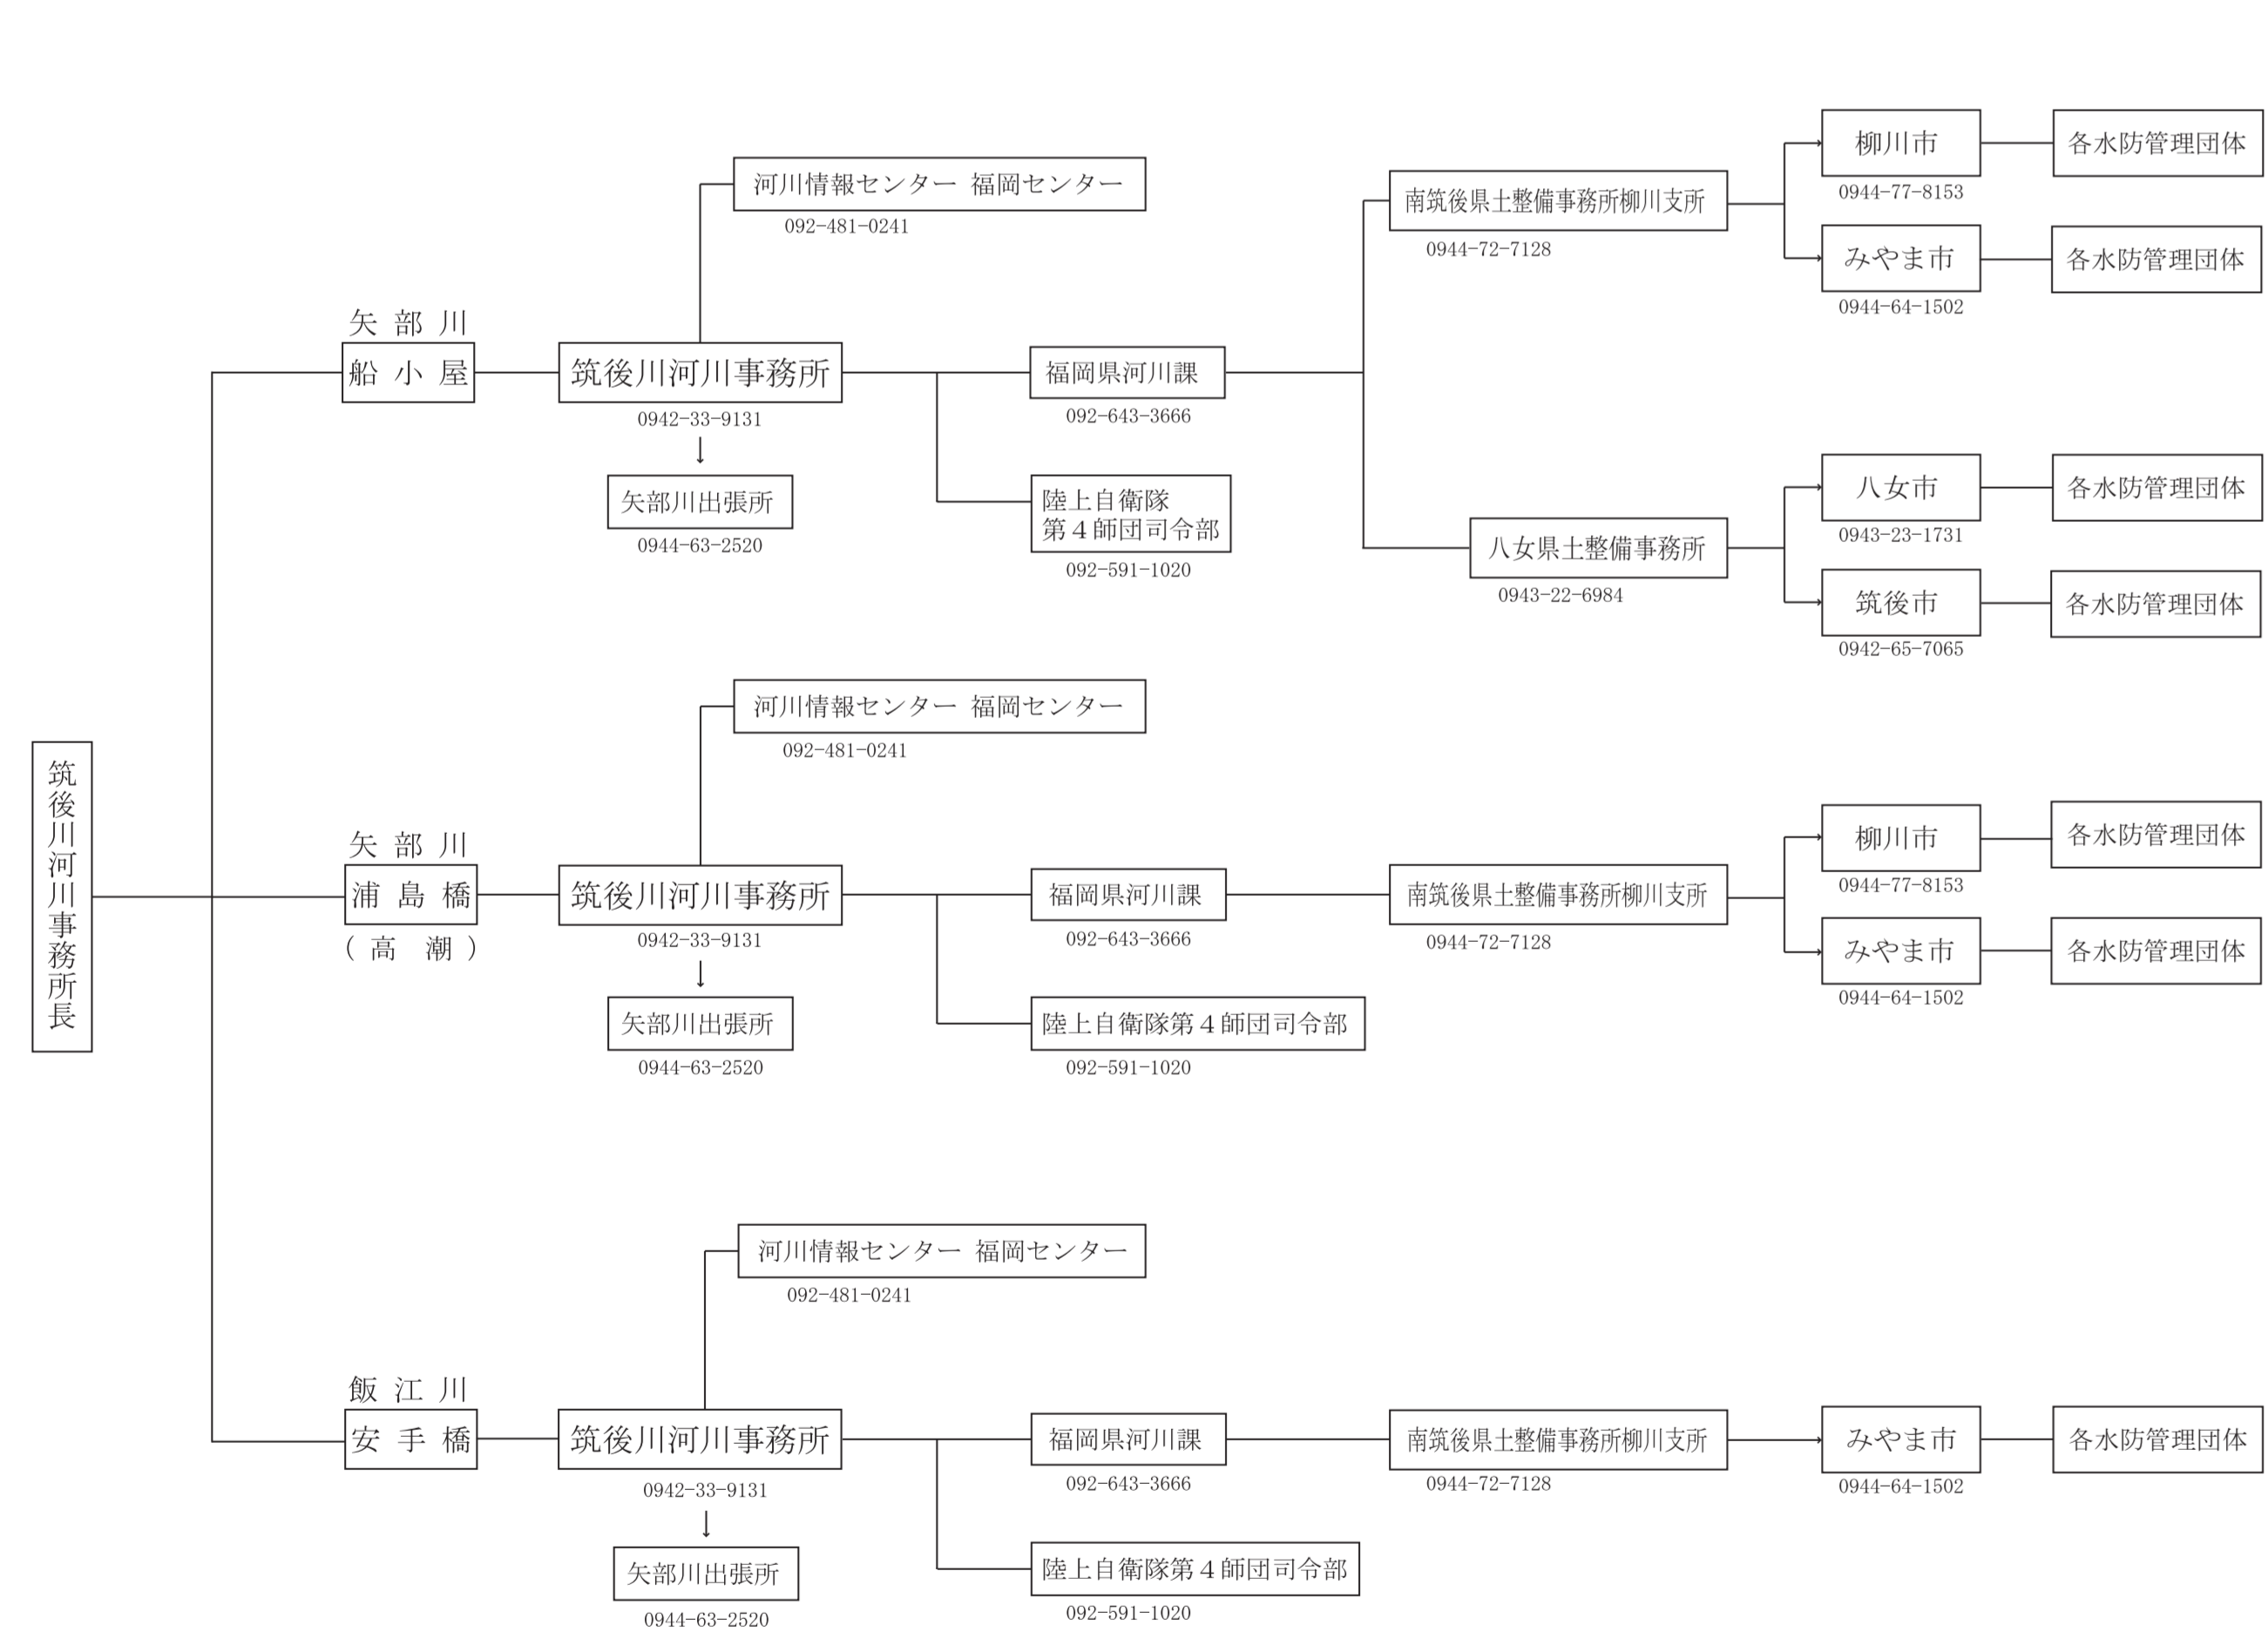 筑後川河川事務所長
矢部川
船小屋
筑後川河川事務所
0942-33-9131
↓
矢部川出張所
0944-63-2520
河川情報センター 福岡センター
092-481-0241
福岡県河川課
092-643-3666
陸上自衛隊
第4師団司令部
092-591-1020
南筑後県土整備事務所柳川支所
0944-72-7128
柳川市
0944-77-8153
各水防管理団体
みやま市
0944-64-1502
各水防管理団体
八女県土整備事務所
0943-22-6984
八女市
0943-23-1731
各水防管理団体
筑後市
0942-65-7065
各水防管理団体
矢部川
浦島橋
(高潮)
筑後川河川事務所
0942-33-9131
↓
矢部川出張所
0944-63-2520
河川情報センター 福岡センター
092-481-0241
福岡県河川課
092-643-3666
陸上自衛隊第4師団司令部
092-591-1020
南筑後県土整備事務所柳川支所
0944-72-7128
柳川市
0944-77-8153
各水防管理団体
みやま市
0944-64-1502
各水防管理団体
飯江川
安手橋
筑後川河川事務所
0942-33-9131
↓
矢部川出張所
0944-63-2520
河川情報センター 福岡センター
092-481-0241
福岡県河川課
092-643-3666
陸上自衛隊第4師団司令部
092-591-1020
南筑後県土整備事務所柳川支所
0944-72-7128
みやま市
0944-64-1502
各水防管理団体